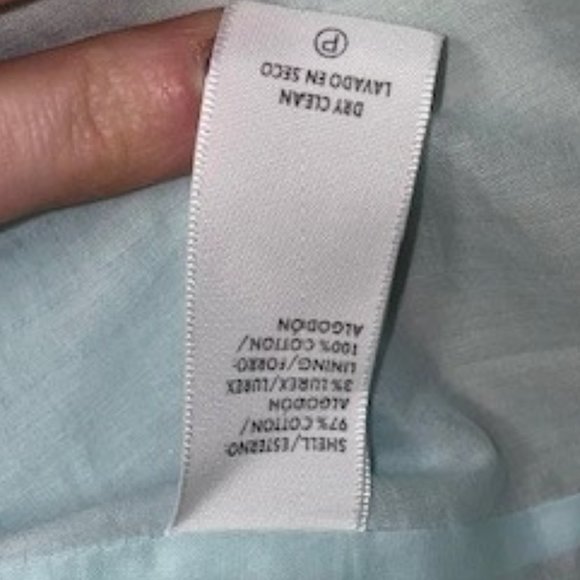 SHELL/ESTERNO-
97% COTTON/
ALGODÓN
3% LUREX/LUREX
LINING/FORRO-
100% COTTON/
ALGODÓN
DRY CLEAN
LAVADO EN SECO
P